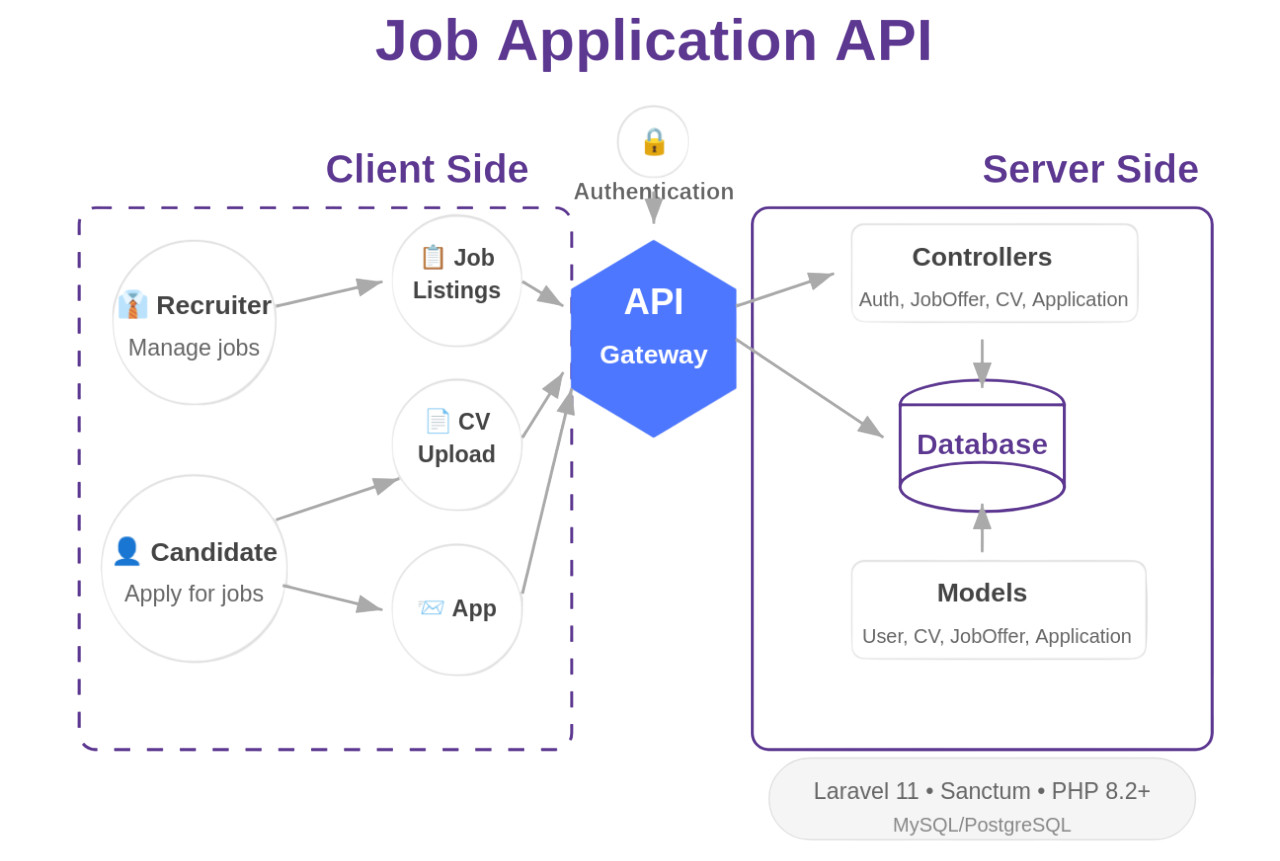 Job Application API
Client Side
Server Side
Authentication
👔 Recruiter
Manage jobs
👤 Candidate
Apply for jobs
📋 Job
Listings
📄 CV
Upload
📨 App
API
Gateway
Controllers
Auth, JobOffer, CV, Application
Database
Models
User, CV, JobOffer, Application
Laravel 11 • Sanctum • PHP 8.2+
MySQL/PostgreSQL